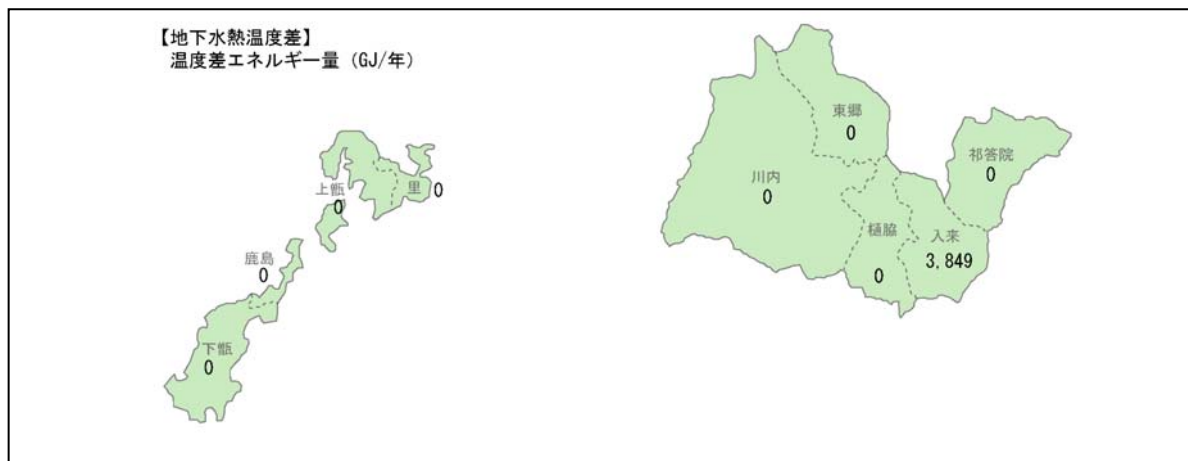 【地下水熱温度差】
温度差エネルギー量（GJ/年）
上甑
0
里
0
鹿島
0
下甑
0
東郷
0
祁答院
0
川内
0
樋脇
0
入来
3,849